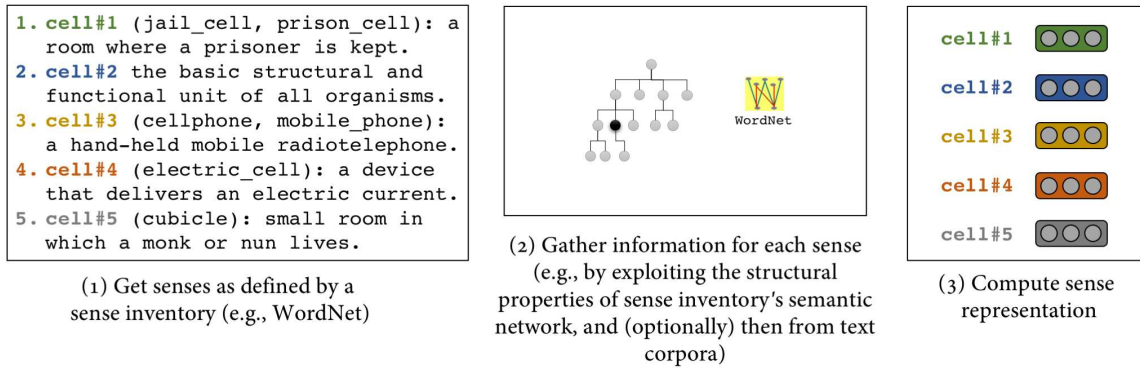 1. cell#1 (jail_cell, prison_cell): a
room where a prisoner is kept.
2. cell#2 the basic structural and
functional unit of all organisms.
3. cell#3 (cellphone, mobile_phone):
a hand-held mobile radiotelephone.
4. cell#4 (electric_cell): a device
that delivers an electric current.
5. cell#5 (cubicle): small room in
which a monk or nun lives.
(1) Get senses as defined by a
sense inventory (e.g., WordNet)
W
WordNet
(2) Gather information for each sense
(e.g., by exploiting the structural
properties of sense inventory's semantic
network, and (optionally) then from text
corpora)
cell#1
cell#2
cell#3
cell#4
cell#5
(3) Compute sense
representation